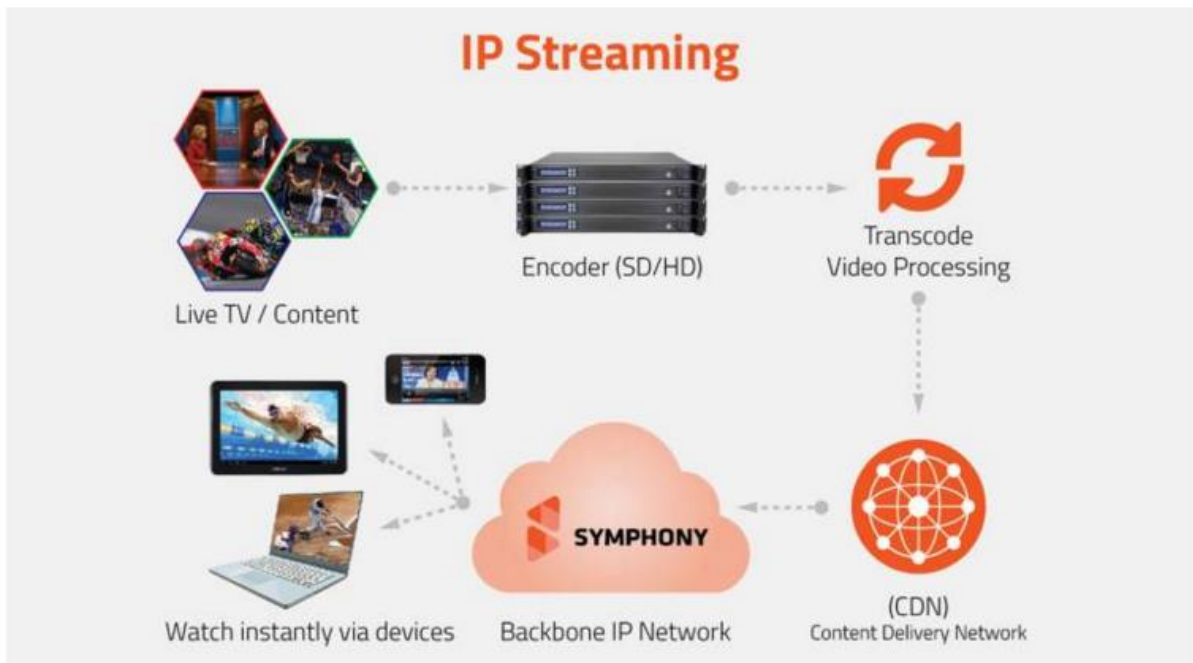 IP Streaming
Live TV / Content
Encoder (SD/HD)
Transcode
Video Processing
(CDN)
Content Delivery Network
SYMPHONY
Backbone IP Network
Watch instantly via devices